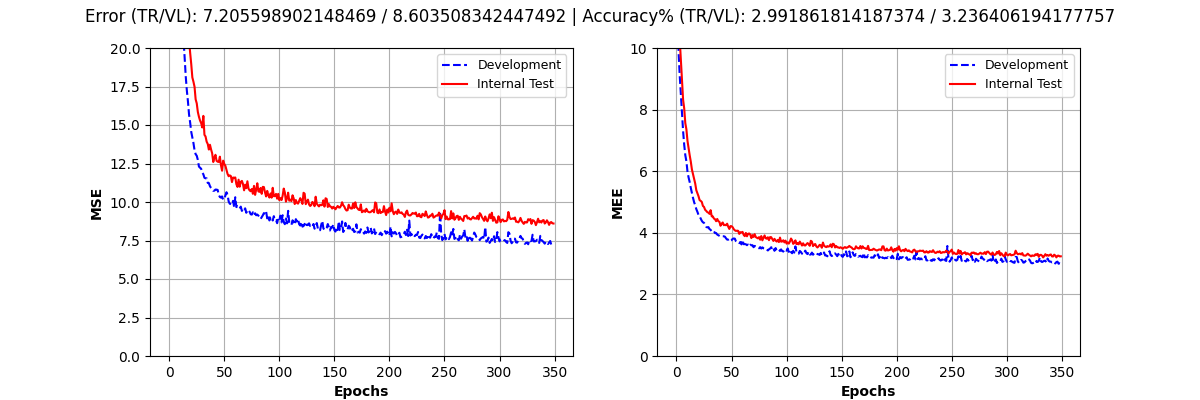 Error (TR/VL): 7.205598902148469 / 8.603508342447492 | Accuracy% (TR/VL): 2.991861814187374 / 3.236406194177757
20.0
17.5
15.0
12.5
10.0
7.5
5.0
2.5
0.0
MSE
0 50 100 150 200 250 300 350
Epochs
Development
Internal Test
10
8
6
4
2
0
MEE
0 50 100 150 200 250 300 350
Epochs
Development
Internal Test